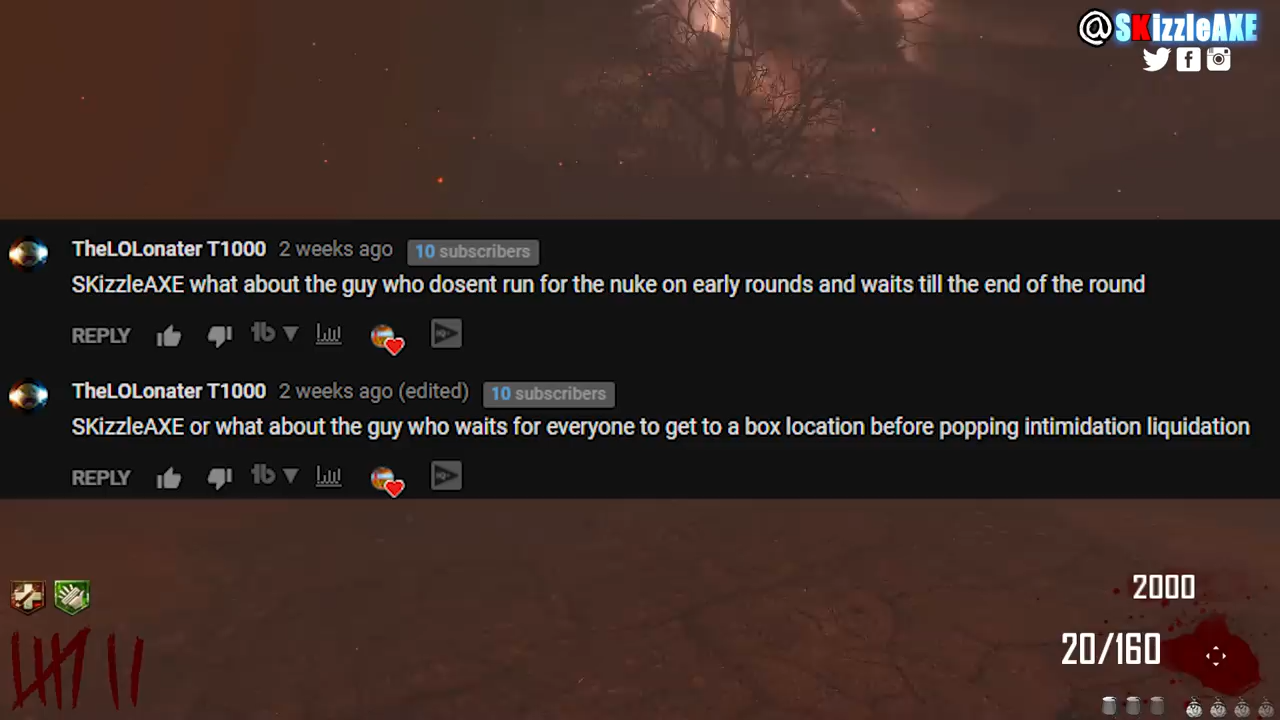 @SKizzleAXE
TheLOLonater T1000 2 weeks ago 10 subscribers
SKizzleAXE what about the guy who dosent run for the nuke on early rounds and waits till the end of the round
REPLY
TheLOLonater T1000 2 weeks ago (edited) 10 subscribers
SKizzleAXE or what about the guy who waits for everyone to get to a box location before popping intimidation liquidation
REPLY
2000
20/160